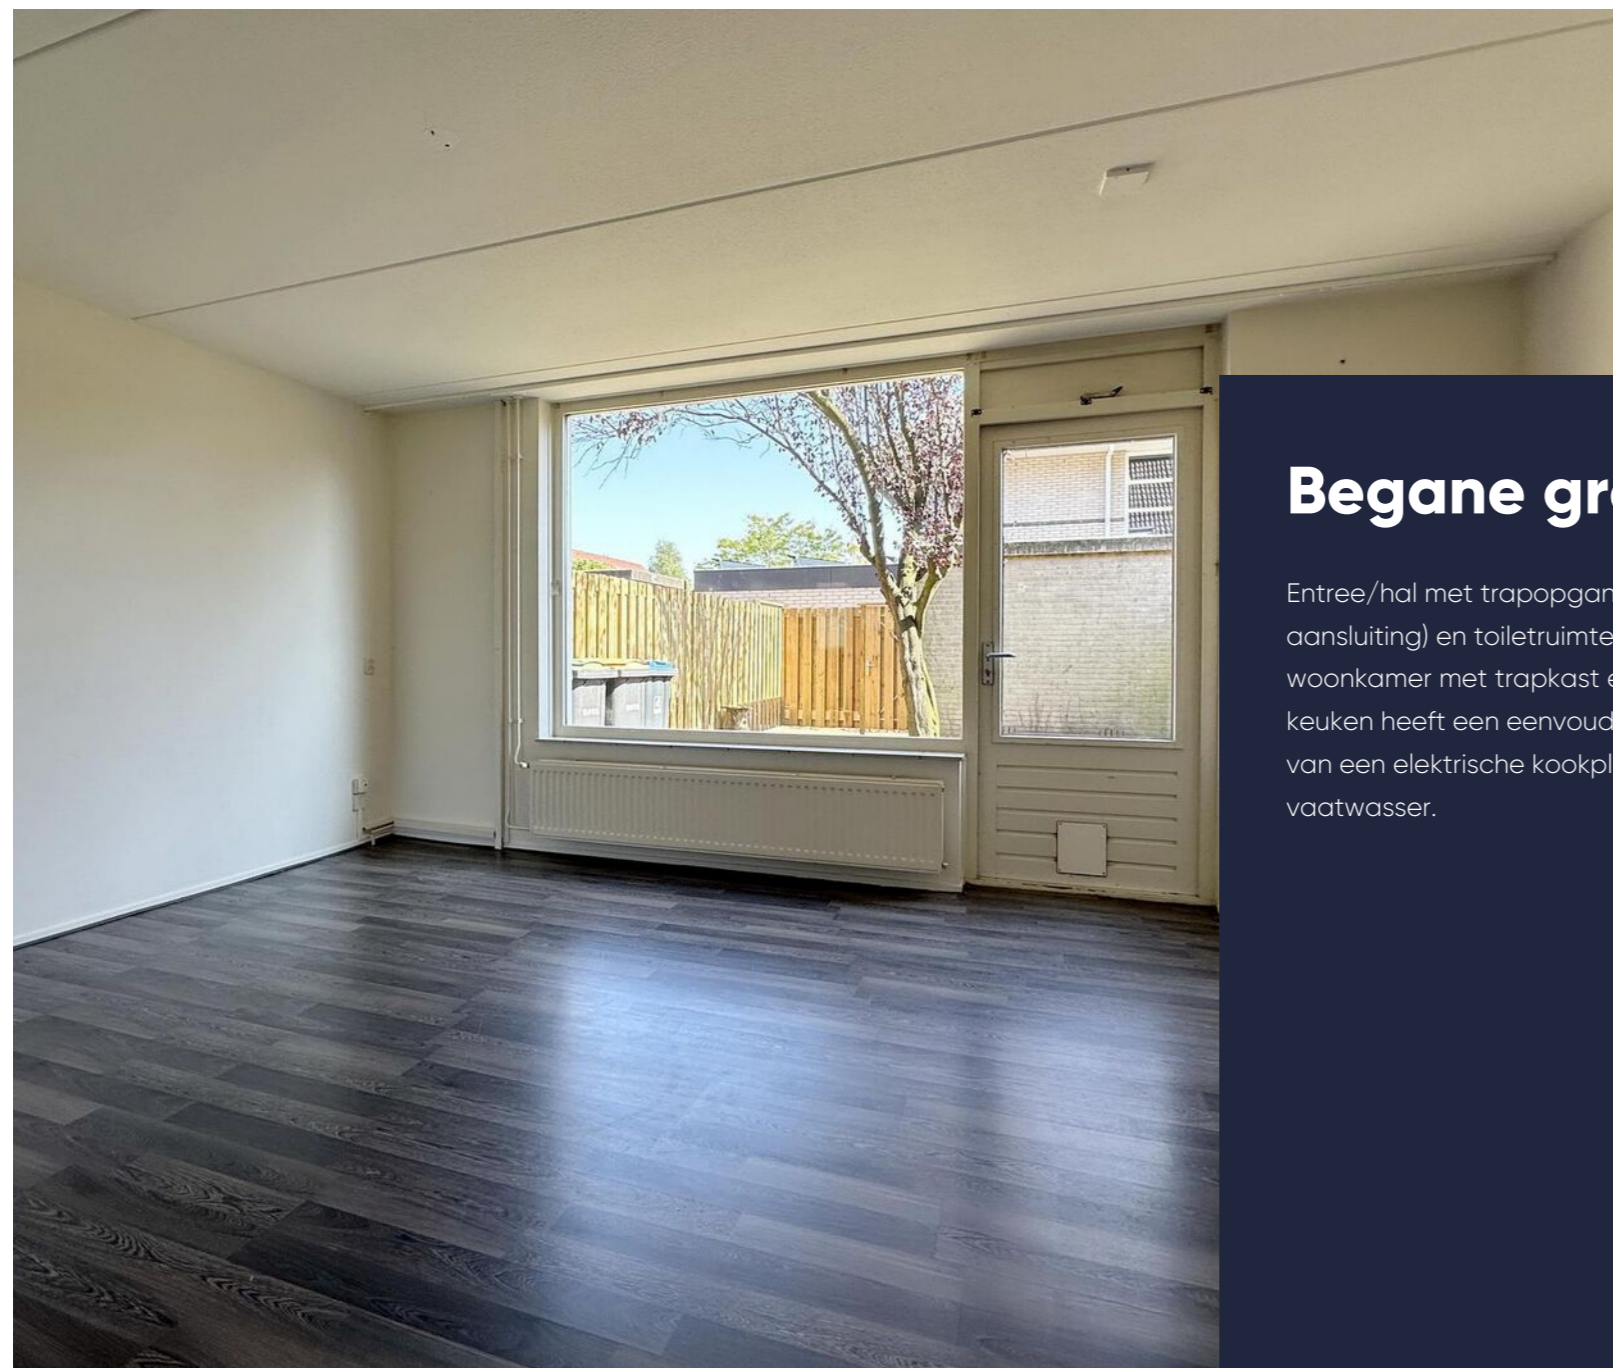 Begane gr
Entree/hal met trapopgan
aansluiting) en toiletruimte
woonkamer met trapkast e
keuken heeft een eenvoud
van een elektrische kookpl
vaatwasser.